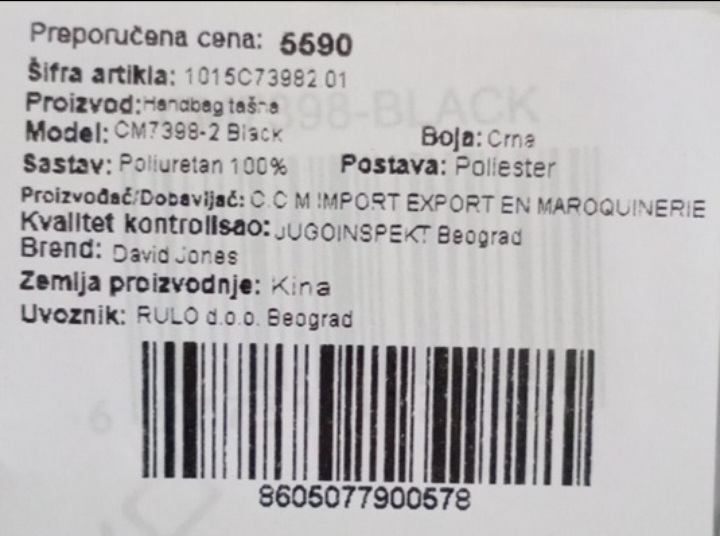 Preporučena cena: 5590
Šifra artikla: 1015C73982 01
Proizvod: Handbag tašna
Model: CM7398-2 Black Boja: Crna
Sastav: Poliuretan 100% Postava: Poliester
Proizvođač/Dobavljač: C.C M IMPORT EXPORT EN MAROQUINERIE
Kvalitet kontrolisao: JUGOINSPEKT Beograd
Brend: David Jones
Zemlja proizvodnje: Kina
Uvoznik: RULO d.o.o. Beograd
8605077900578